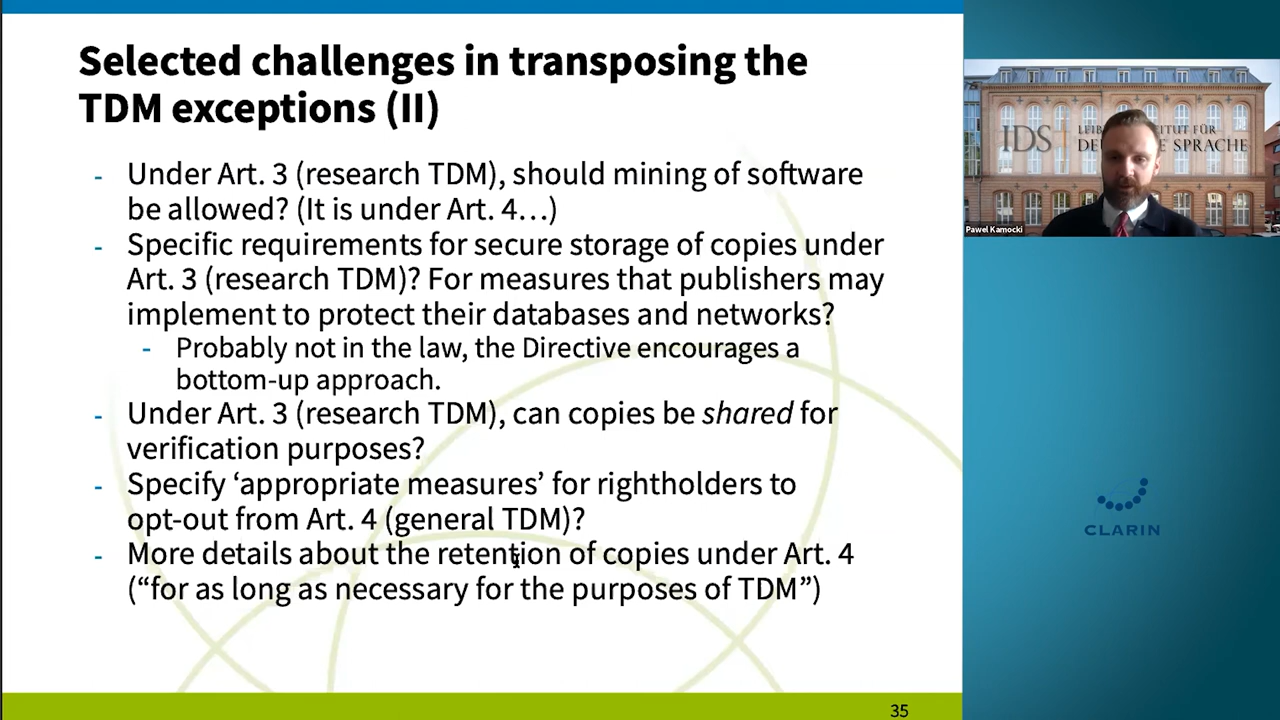 Selected challenges in transposing the
TDM exceptions (II)
- Under Art. 3 (research TDM), should mining of software
be allowed? (It is under Art. 4…)
- Specific requirements for secure storage of copies under
Art. 3 (research TDM)? For measures that publishers may
implement to protect their databases and networks?
- Probably not in the law, the Directive encourages a
bottom-up approach.
- Under Art. 3 (research TDM), can copies be shared for
verification purposes?
- Specify ‘appropriate measures’ for rightholders to
opt-out from Art. 4 (general TDM)?
- More details about the retention of copies under Art. 4
(“for as long as necessary for the purposes of TDM”)
35
IDS
SPRACHE
Pawel Kamocki
CLARIN